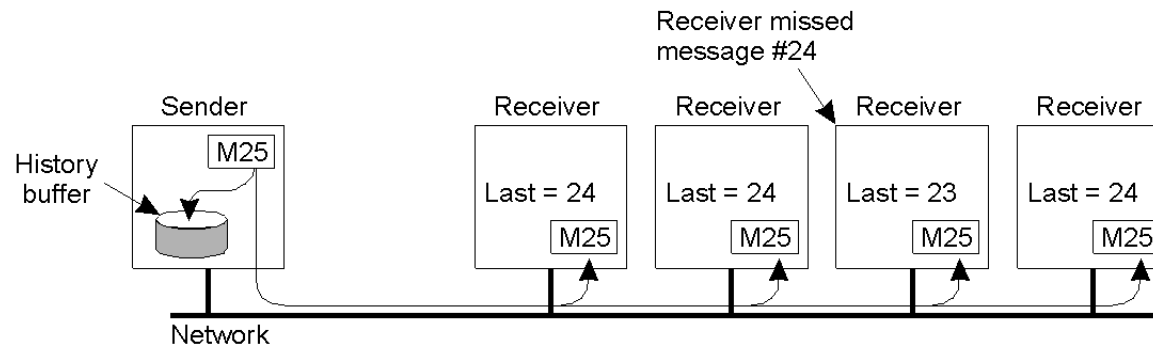 Receiver missed
message #24
Sender
Receiver
Receiver
Receiver
Receiver
M25
History
buffer
Last = 24
Last = 24
Last = 23
Last = 24
M25
M25
M25
M25
Network